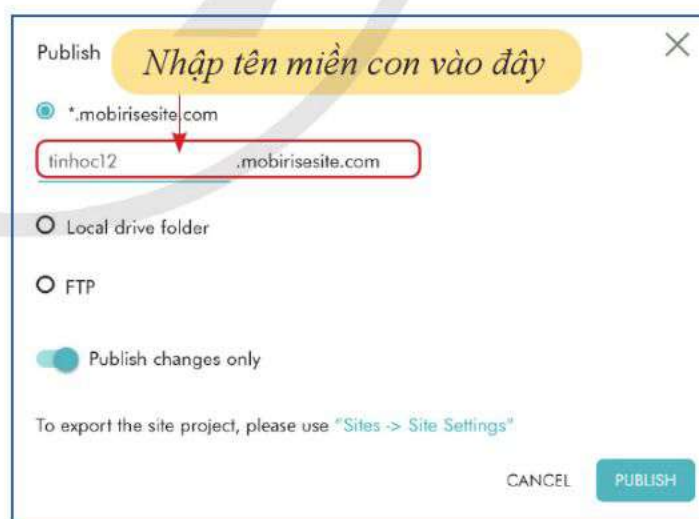 Publish
Nhập tên miền con vào đây
*.mobirisesite.com
tinhoc12 .mobirisesite.com
Local drive folder
FTP
Publish changes only
To export the site project, please use "Sites -> Site Settings"
CANCEL PUBLISH